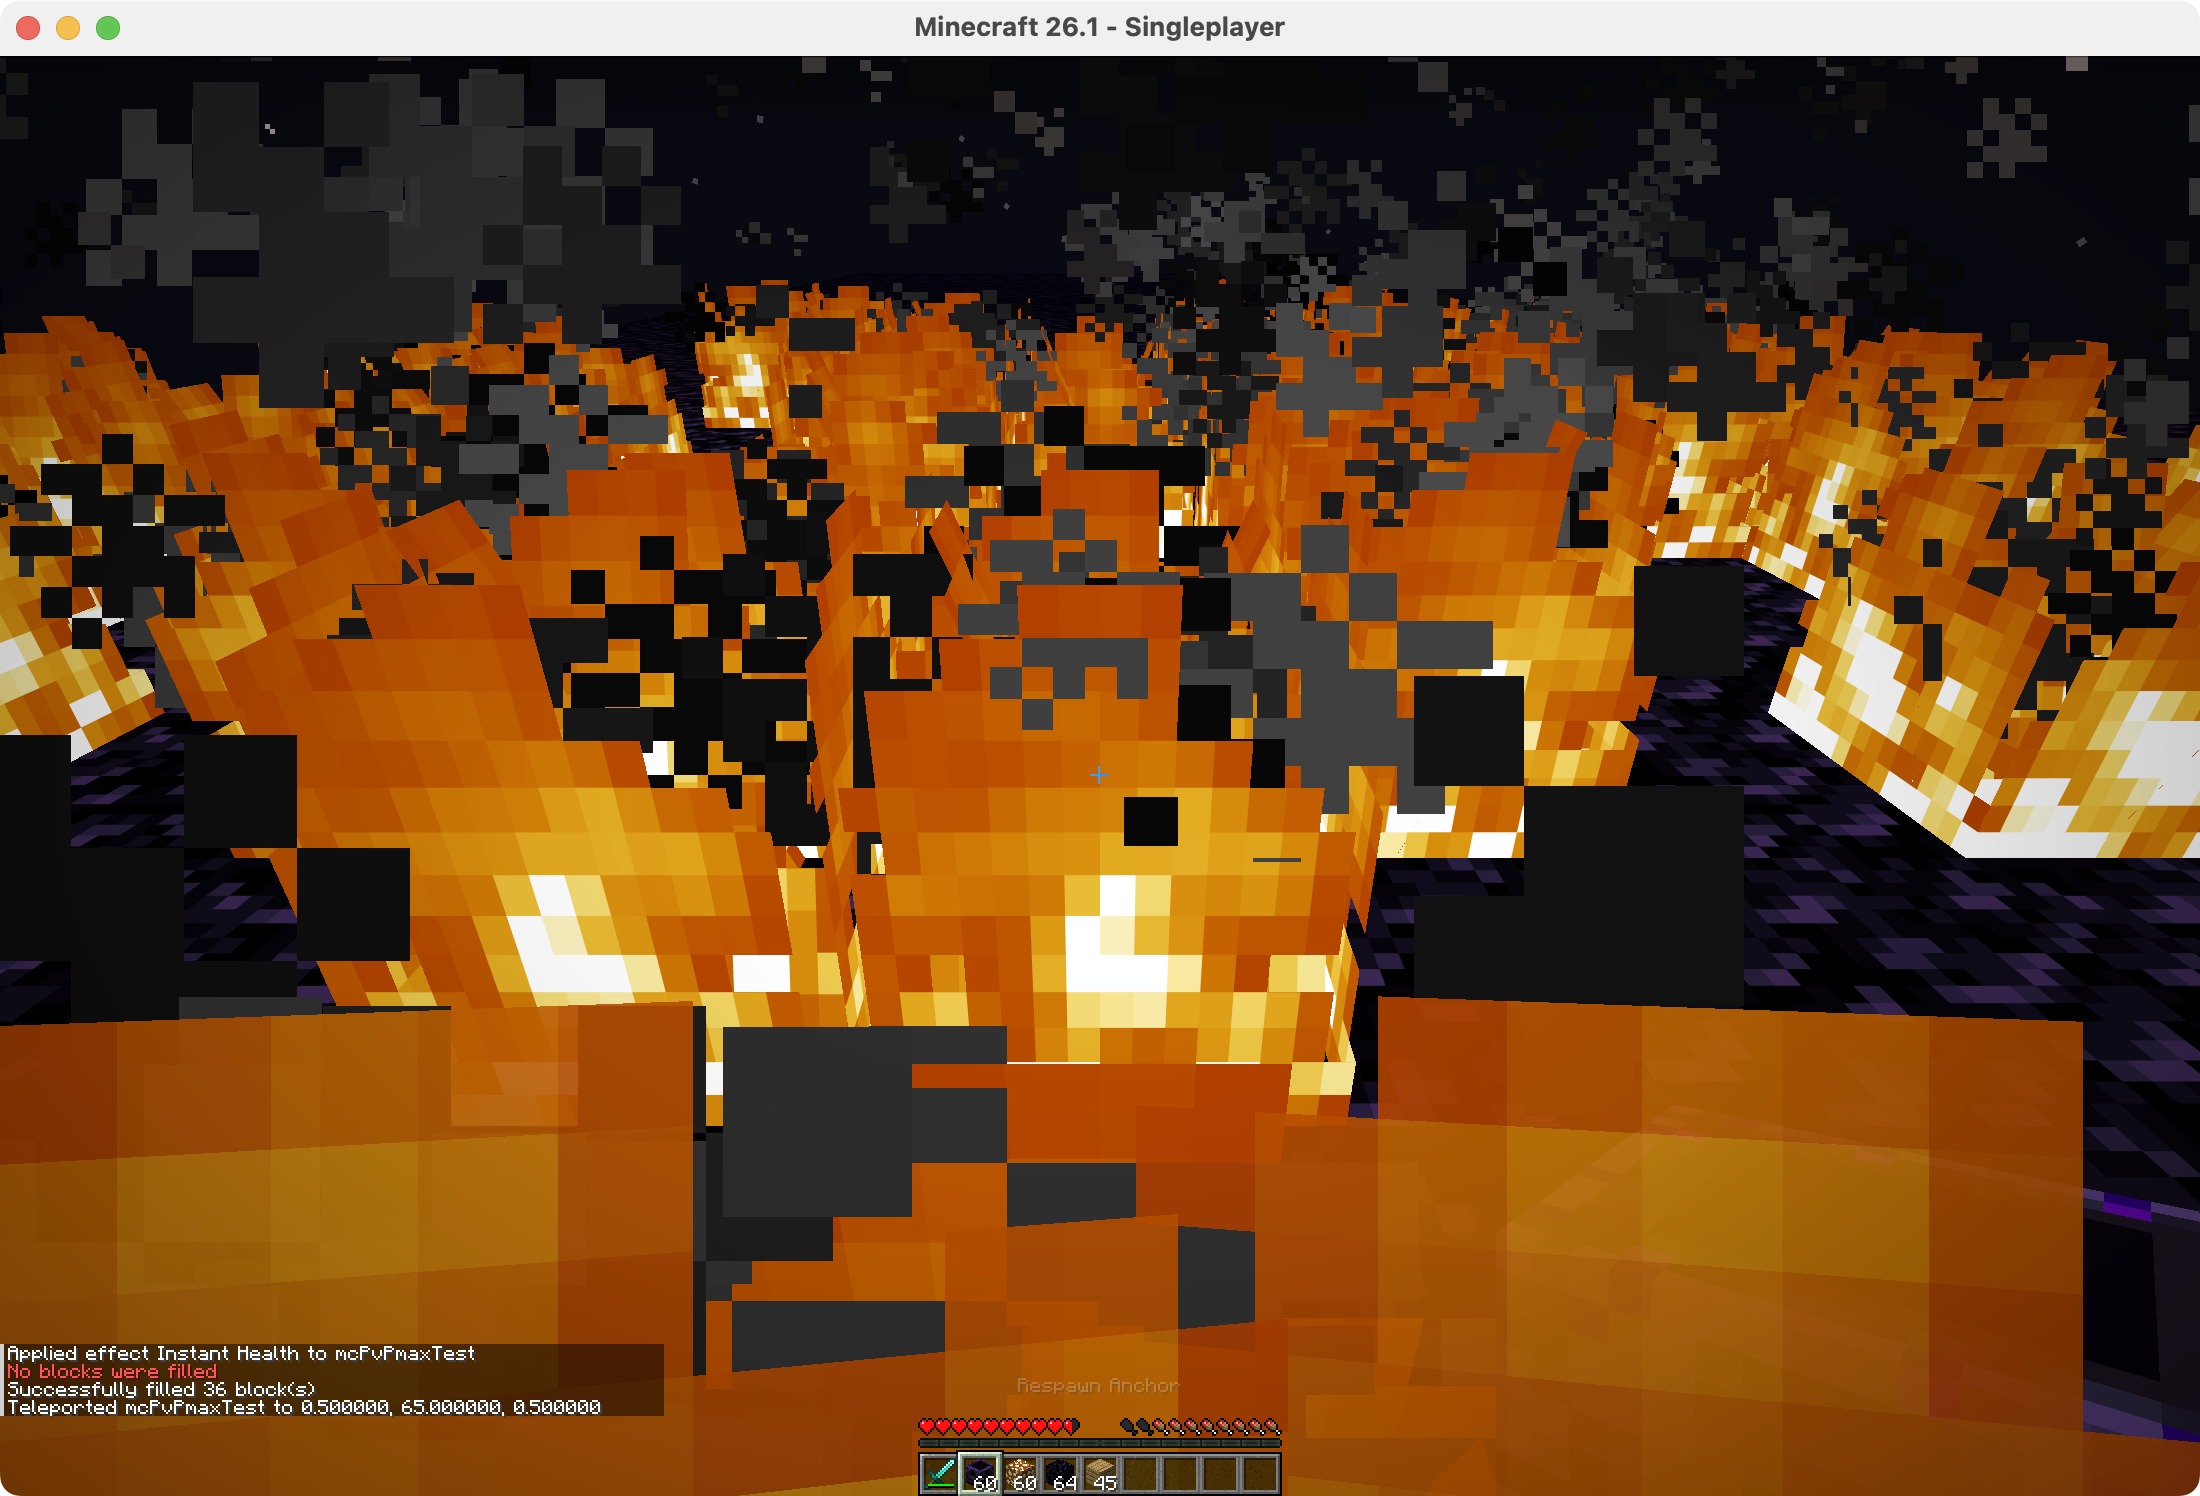 Minecraft 26.1 - Singleplayer
Applied effect Instant Health to mcPvPmaxTest
No blocks were filled
Successfully filled 36 block(s)
Teleported mcPvPmaxTest to 0.500000, 65.000000, 0.500000
Respawn Anchor
60 60 64 45